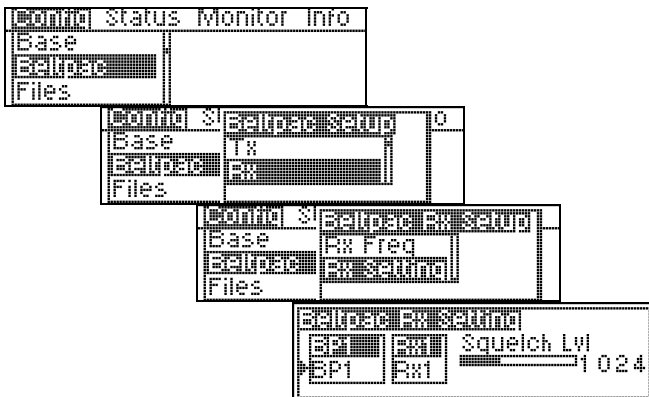 Config Status Monitor Info
Base
Beltpac
Files
Config S
Beltpac Setup
o
Base
Tx
Beltpac
Rx
Files
Config S
Beltpac Rx Setup
Base
Rx Freq
Beltpac
Rx Setting
Files
Beltpac Rx Setting
BP1 Rx1 Squelch Lvl
BP1 Rx1 1024